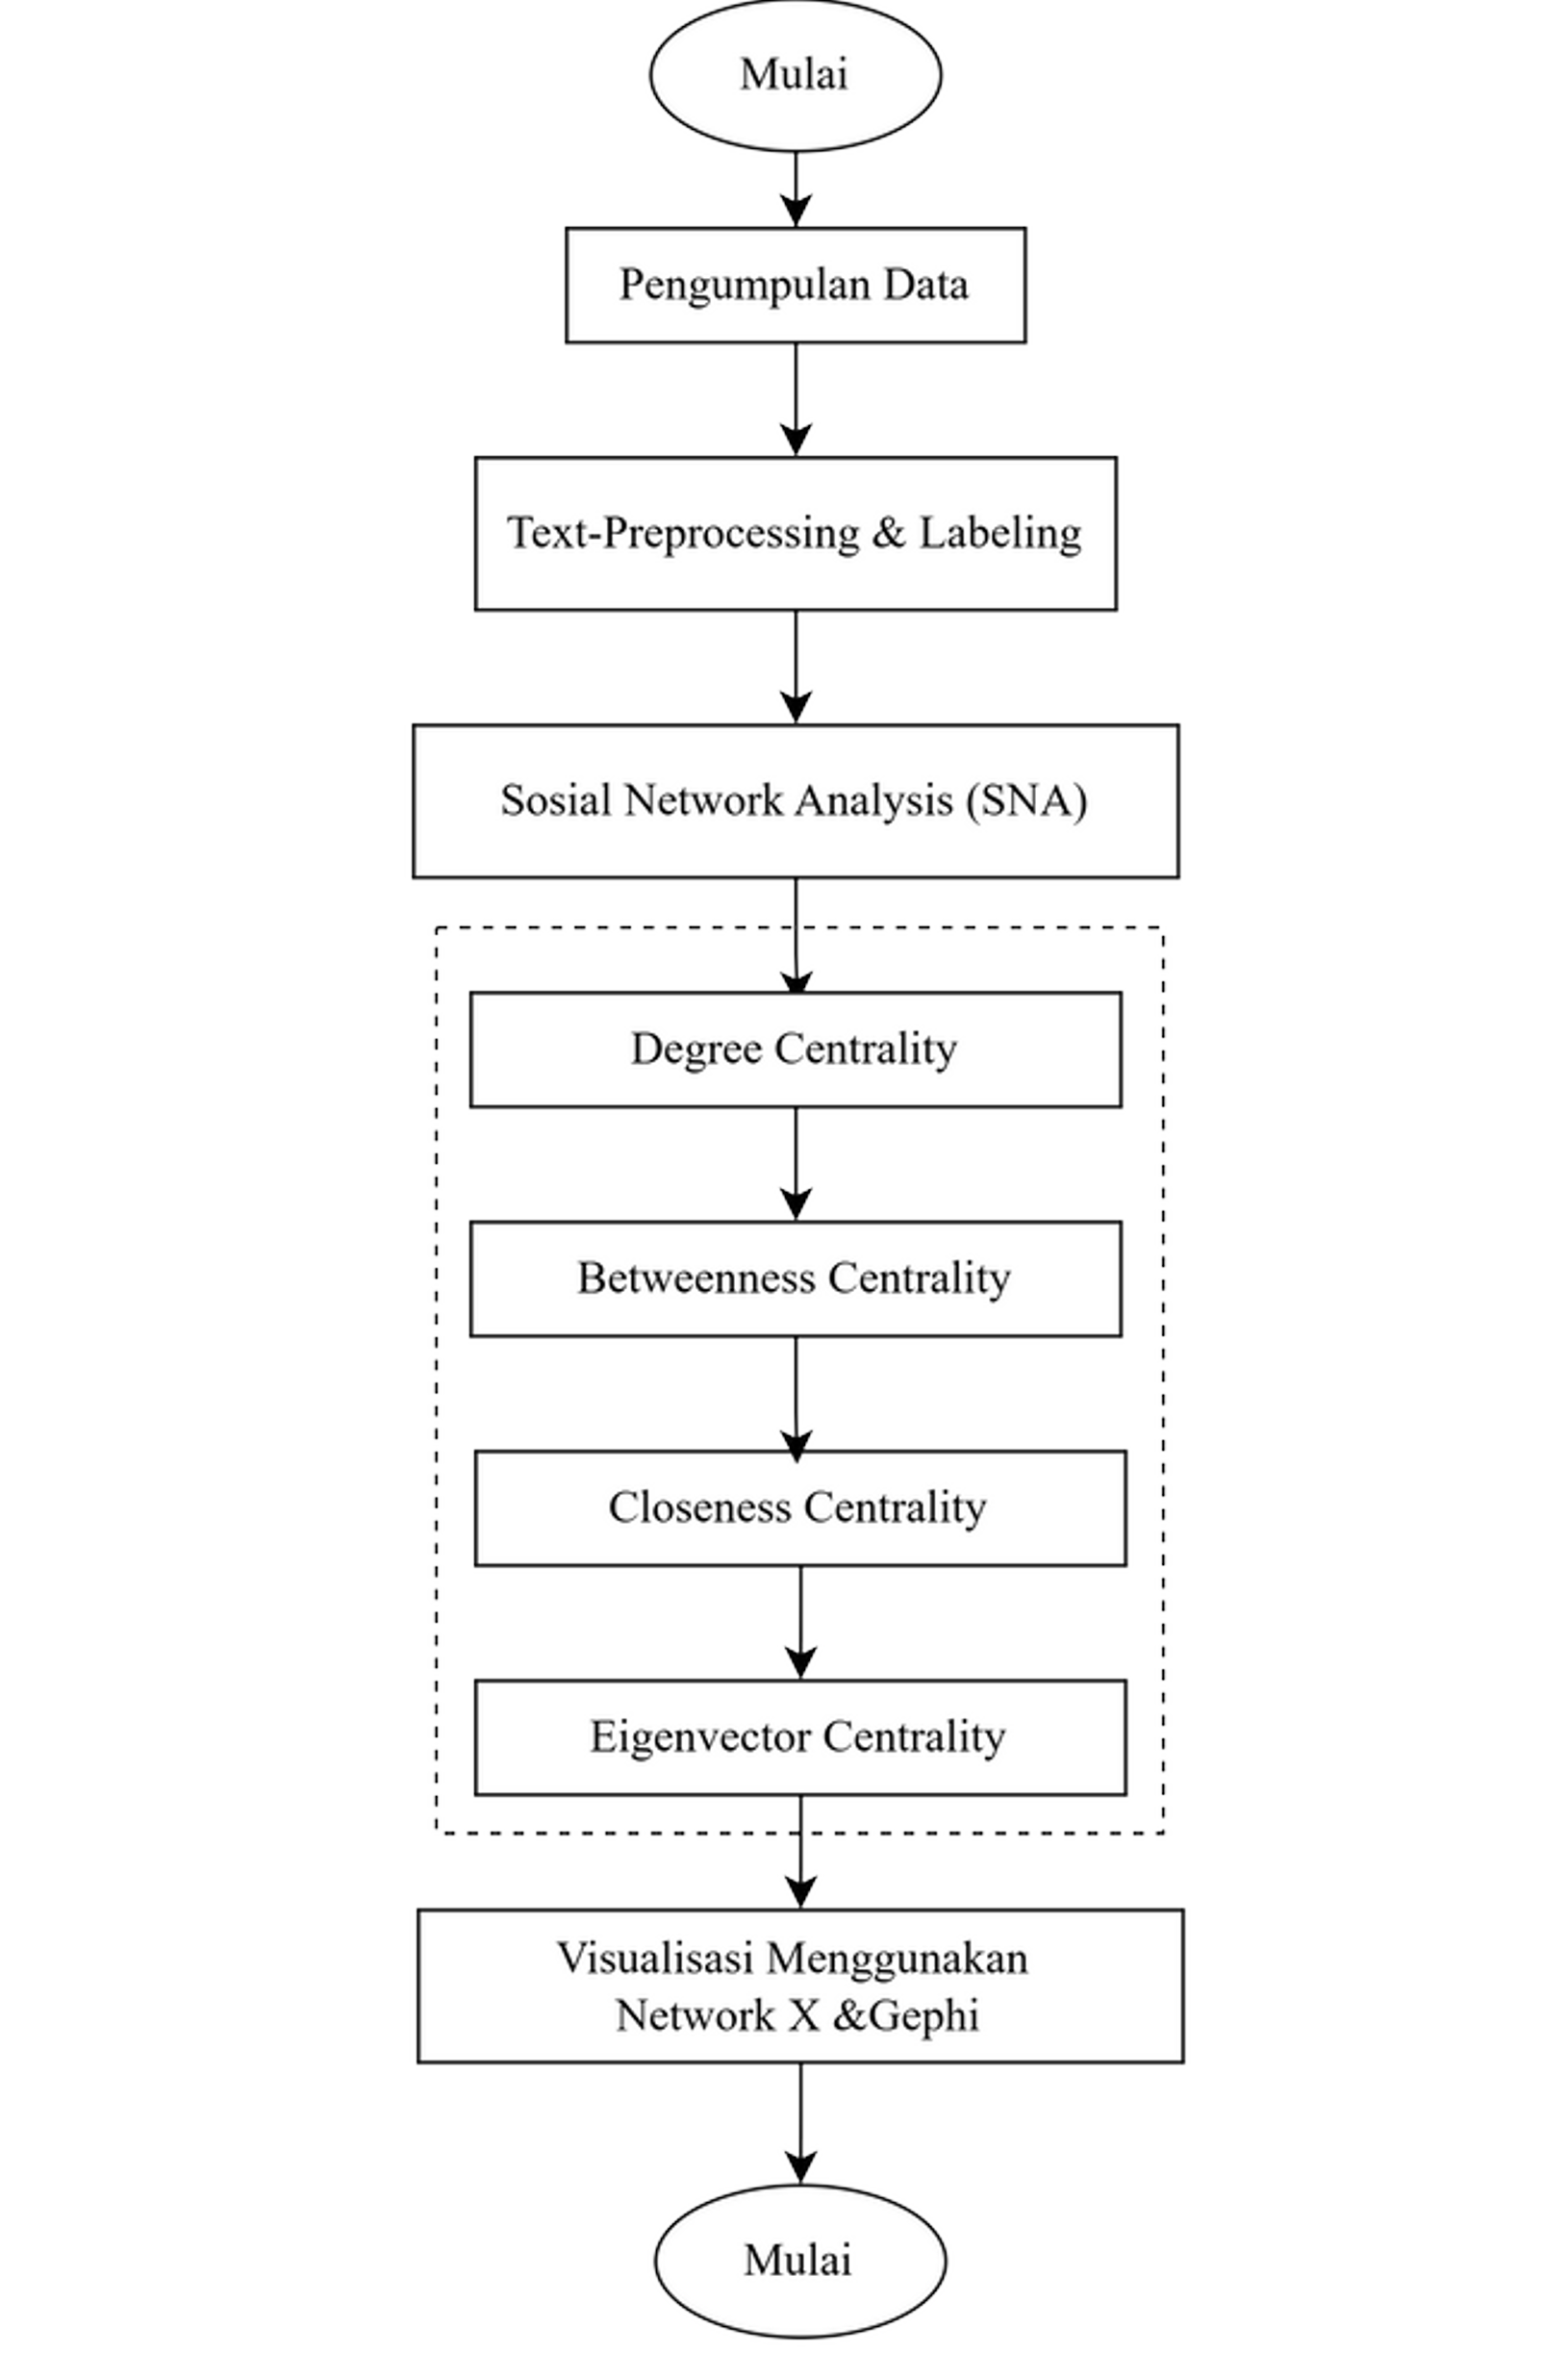 Mulai
Pengumpulan Data
Text-Preprocessing & Labeling
Sosial Network Analysis (SNA)
Degree Centrality
Betweenness Centrality
Closeness Centrality
Eigenvector Centrality
Visualisasi Menggunakan
Network X &Gephi
Mulai